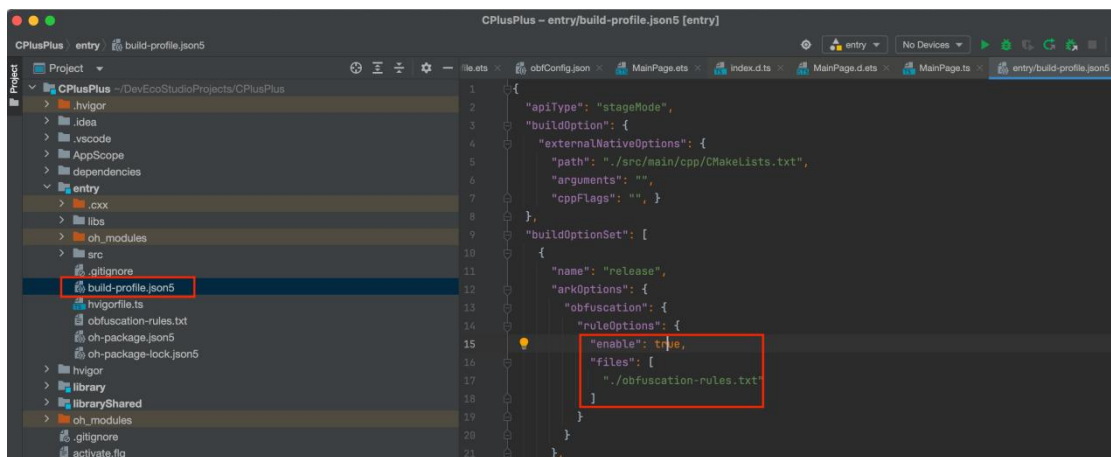 CPlusPlus – entry/build-profile.json5 [entry]
CPlusPlus entry build-profile.json5
entry No Devices
Project
file.ets obfConfig.json MainPage.ets index.d.ts MainPage.d.ets MainPage.ts entry/build-profile.json5
Project
CPlusPlus ~/DevEcoStudioProjects/CPlusPlus
.hvigor
.idea
.vscode
AppScope
dependencies
entry
.cxx
libs
oh_modules
src
.gitignore
build-profile.json5
hvigorfile.ts
obfuscation-rules.txt
oh-package.json5
oh-package-lock.json5
hvigor
library
libraryShared
oh_modules
.gitignore
activate.flg
1 {
2 "apiType": "stageMode",
3 "buildOption": {
4 "externalNativeOptions": {
5 "path": "./src/main/cpp/CMakeLists.txt",
6 "arguments": "",
7 "cppFlags": "", }
8 },
9 "buildOptionSet": [
10 {
11 "name": "release",
12 "arkOptions": {
13 "obfuscation": {
14 "ruleOptions": {
15 "enable": true,
16 "files": [
17 "./obfuscation-rules.txt"
18 ]
19 }
20 }
21 },